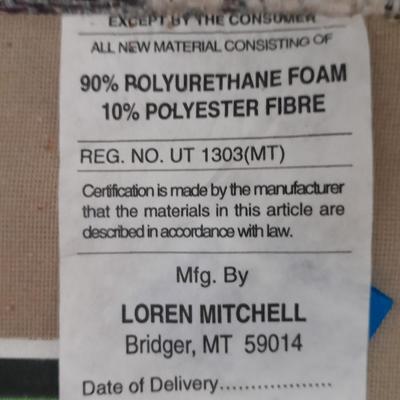 EXCEPT BY THE CONSUMER
ALL NEW MATERIAL CONSISTING OF
90% POLYURETHANE FOAM
10% POLYESTER FIBRE
REG. NO. UT 1303(MT)
Certification is made by the manufacturer
that the materials in this article are
described in accordance with law.
Mfg. By
LOREN MITCHELL
Bridger, MT 59014
Date of Delivery..................